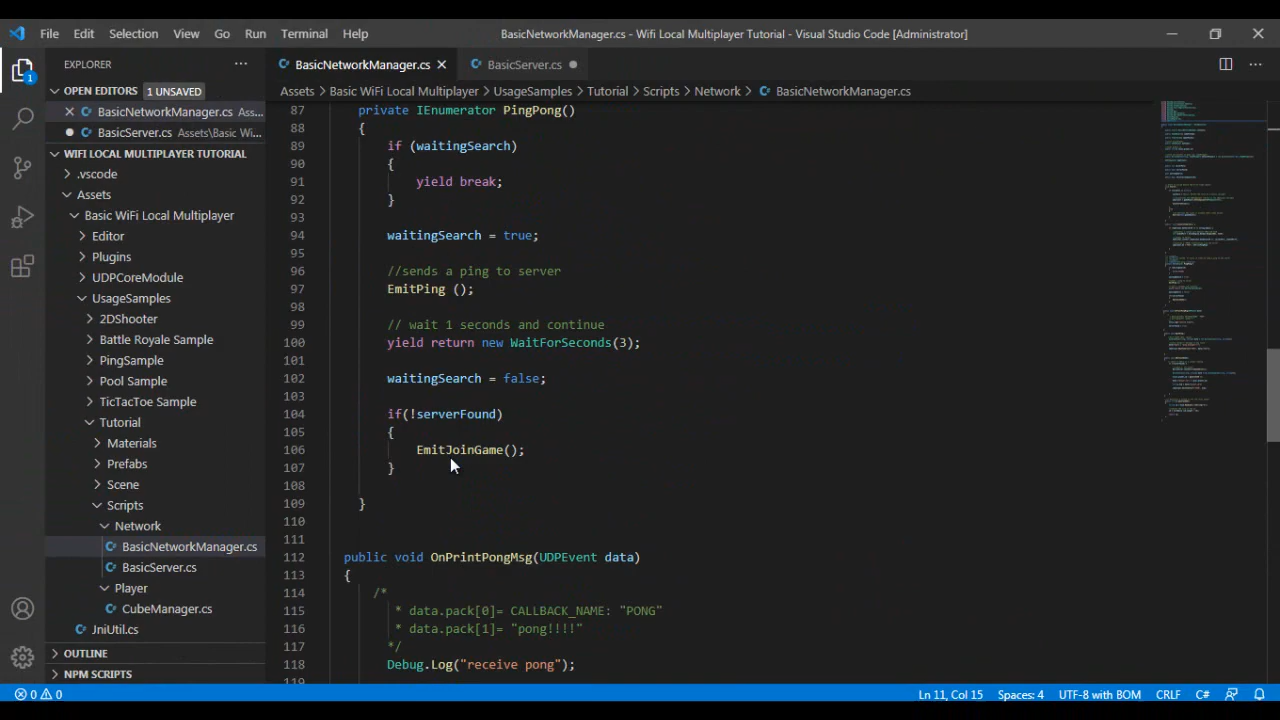 File Edit Selection View Go Run Terminal Help BasicNetworkManager.cs - Wifi Local Multiplayer Tutorial - Visual Studio Code [Administrator]
EXPLORER
BasicNetworkManager.cs BasicServer.cs
OPEN EDITORS 1 UNSAVED
BasicNetworkManager.cs Ass...
BasicServer.cs Assets\Basic Wi...
WIFI LOCAL MULTIPLAYER TUTORIAL
.vscode
Assets
Basic WiFi Local Multiplayer
Editor
Plugins
UDPCoreModule
UsageSamples
2DShooter
Battle Royale Sample
PingSample
Pool Sample
TicTacToe Sample
Tutorial
Materials
Prefabs
Scene
Scripts
Network
BasicNetworkManager.cs
BasicServer.cs
Player
CubeManager.cs
JniUtil.cs
OUTLINE
NPM SCRIPTS
1
Assets > Basic WiFi Local Multiplayer > UsageSamples > Tutorial > Scripts > Network > BasicNetworkManager.cs
87 private IEnumerator PingPong()
88 {
89 if (waitingSearch)
90 {
91 yield break;
92 }
93
94 waitingSearch = true;
95
96 //sends a ping to server
97 EmitPing ();
98
99 // wait 1 seconds and continue
100 yield return new WaitForSeconds(3);
101
102 waitingSearch = false;
103
104 if(!serverFound)
105 {
106 EmitJoinGame();
107 }
108
109 }
110
111
112 public void OnPrintPongMsg(UDPEvent data)
113 {
114 /*
115 * data.pack[0]= CALLBACK_NAME: "PONG"
116 * data.pack[1]= "pong!!!!"
117 */
118 Debug.Log("receive pong");
119
0 0 Ln 11, Col 15 Spaces: 4 UTF-8 with BOM CRLF C#